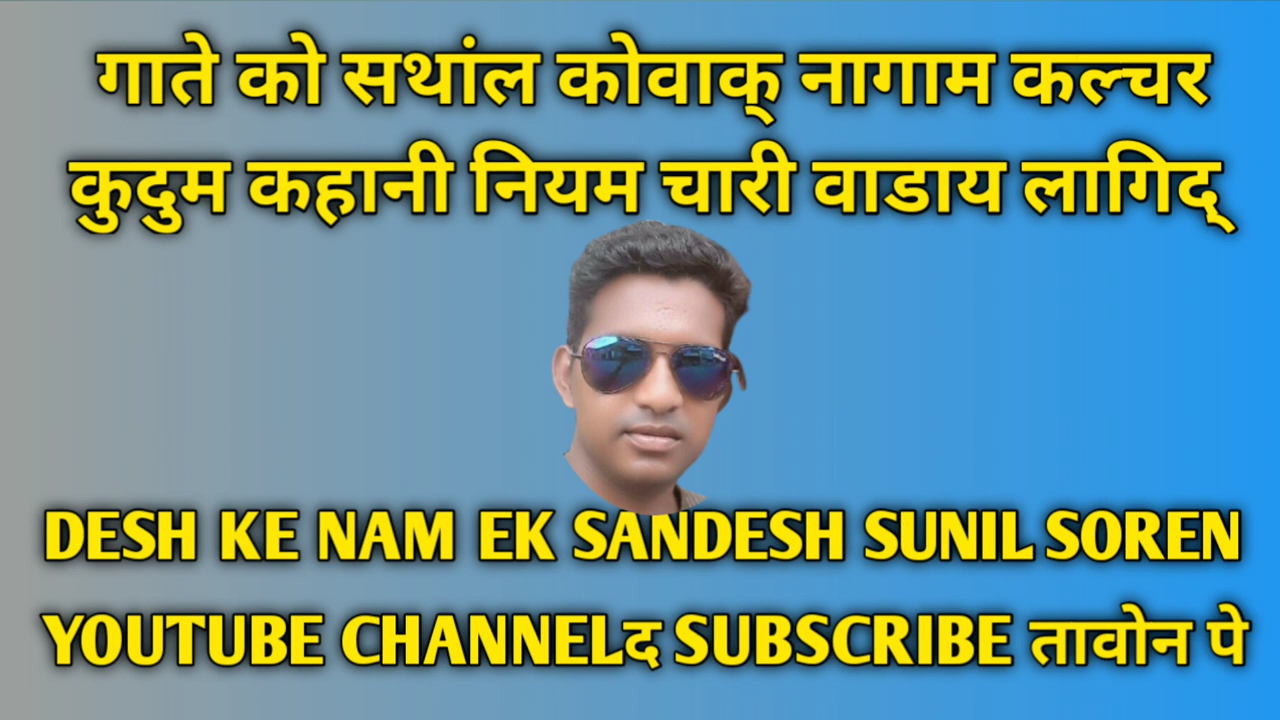 गाते को सथांल कोवाक् नागाम कल्चर
कुदुम कहानी नियम चारी वाडाय लागिद्
DESH KE NAM EK SANDESH SUNIL SOREN
YOUTUBE CHANNELद SUBSCRIBE तावोन पे